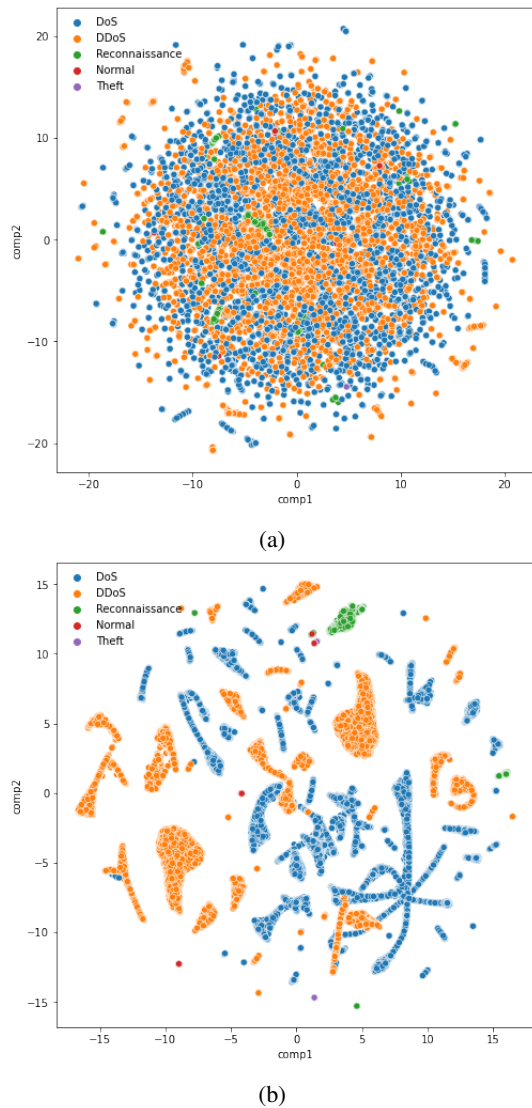 DoS
DDoS
Reconnaissance
Normal
Theft
20
10
0
−10
−20
comp2
−20 −10 0 10 20
comp1
(a)
DoS
DDoS
Reconnaissance
Normal
Theft
15
10
5
0
−5
−10
−15
comp2
−15 −10 −5 0 5 10 15
comp1
(b)